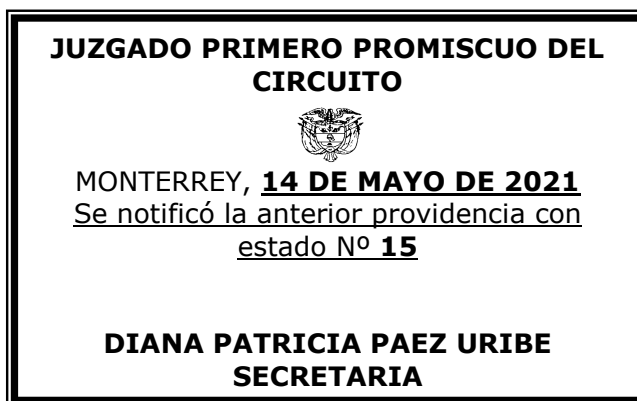 JUZGADO PRIMERO PROMISCUO DEL
CIRCUITO
MONTERREY, 14 DE MAYO DE 2021
Se notificó la anterior providencia con
estado Nº 15
DIANA PATRICIA PAEZ URIBE
SECRETARIA